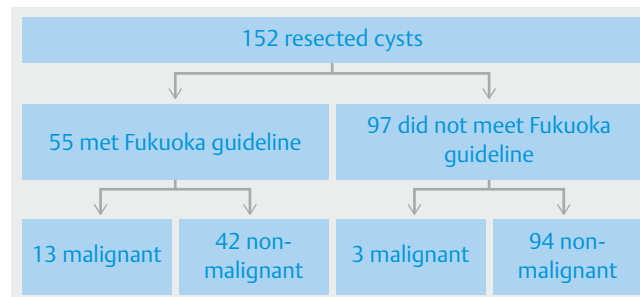 152 resected cysts
55 met Fukuoka guideline
97 did not meet Fukuoka
guideline
13 malignant
42 non-
malignant
3 malignant
94 non-
malignant